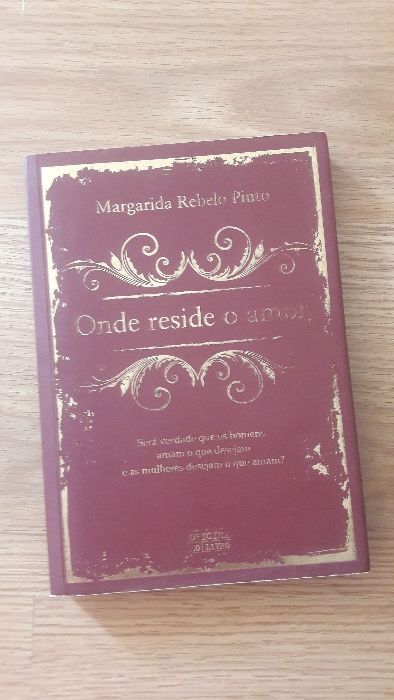 Margarida Rebelo Pinto
Onde reside o amor
Será verdade que os homens
amam o que desejam
e as mulheres desejam o que amam?